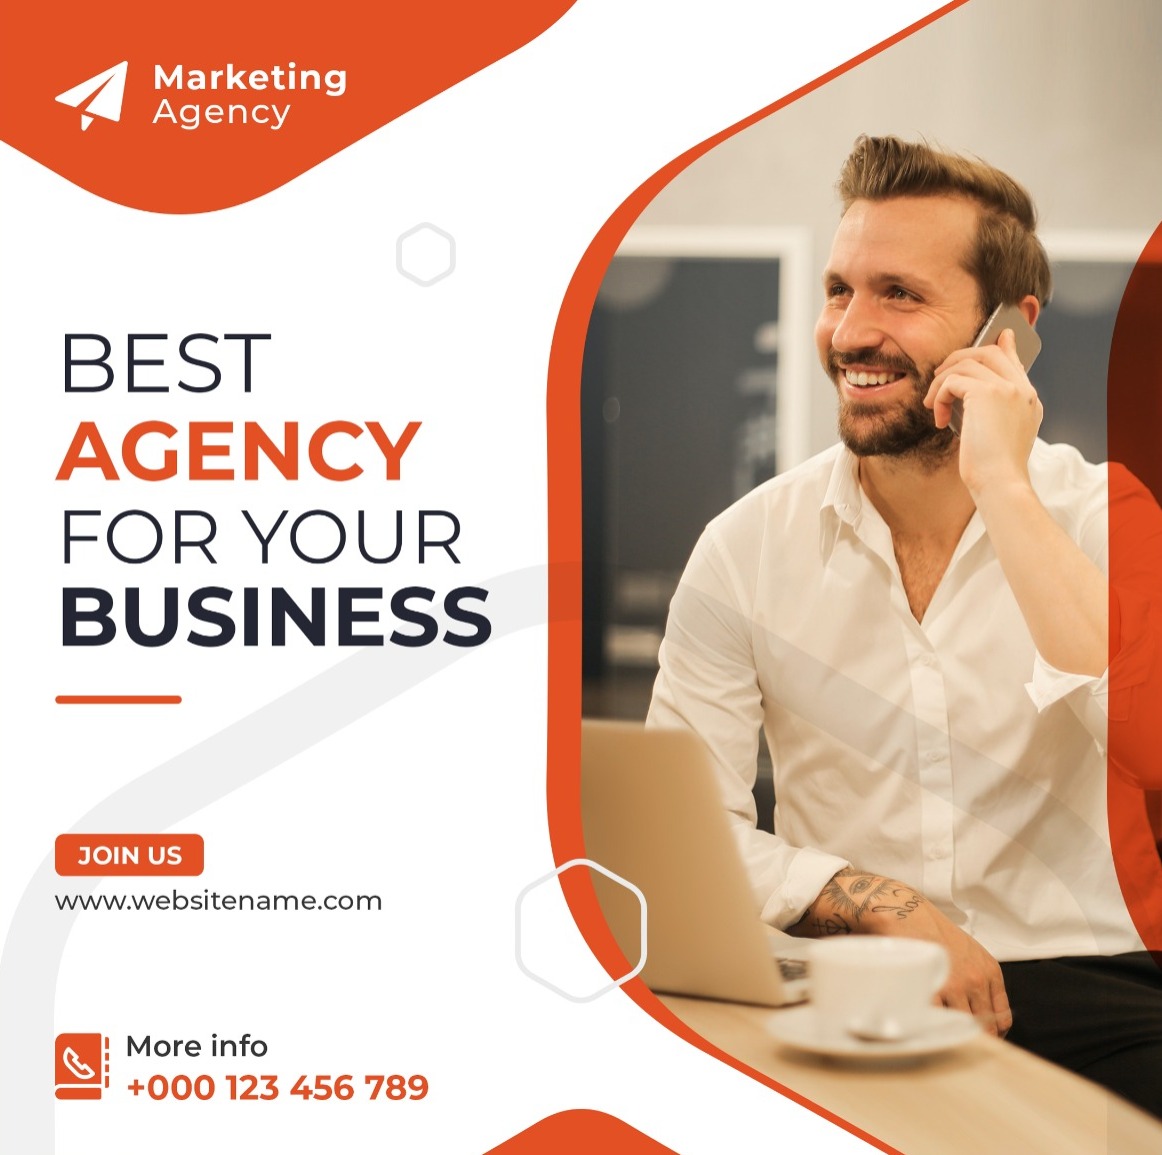 Marketing
Agency
BEST
AGENCY
FOR YOUR
BUSINESS
JOIN US
www.websitename.com
More info
+000 123 456 789